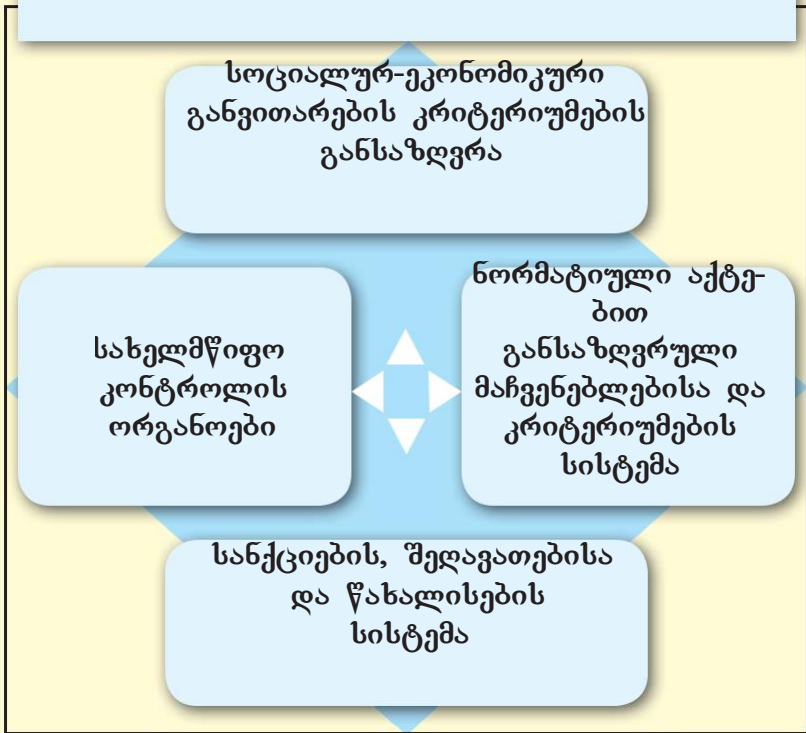 სოციალურ-ეკონომიკური
განვითარების კრიტერიუმების
განსაზღვრა
სახელმწიფო
კონტროლის
ორგანოები
ნორმატიული აქტე-
ბით
განსაზღვრული
მაჩვენებლებისა და
კრიტერიუმების
სისტემა
სანქციების, შეღავათებისა
და წახალისების
სისტემა